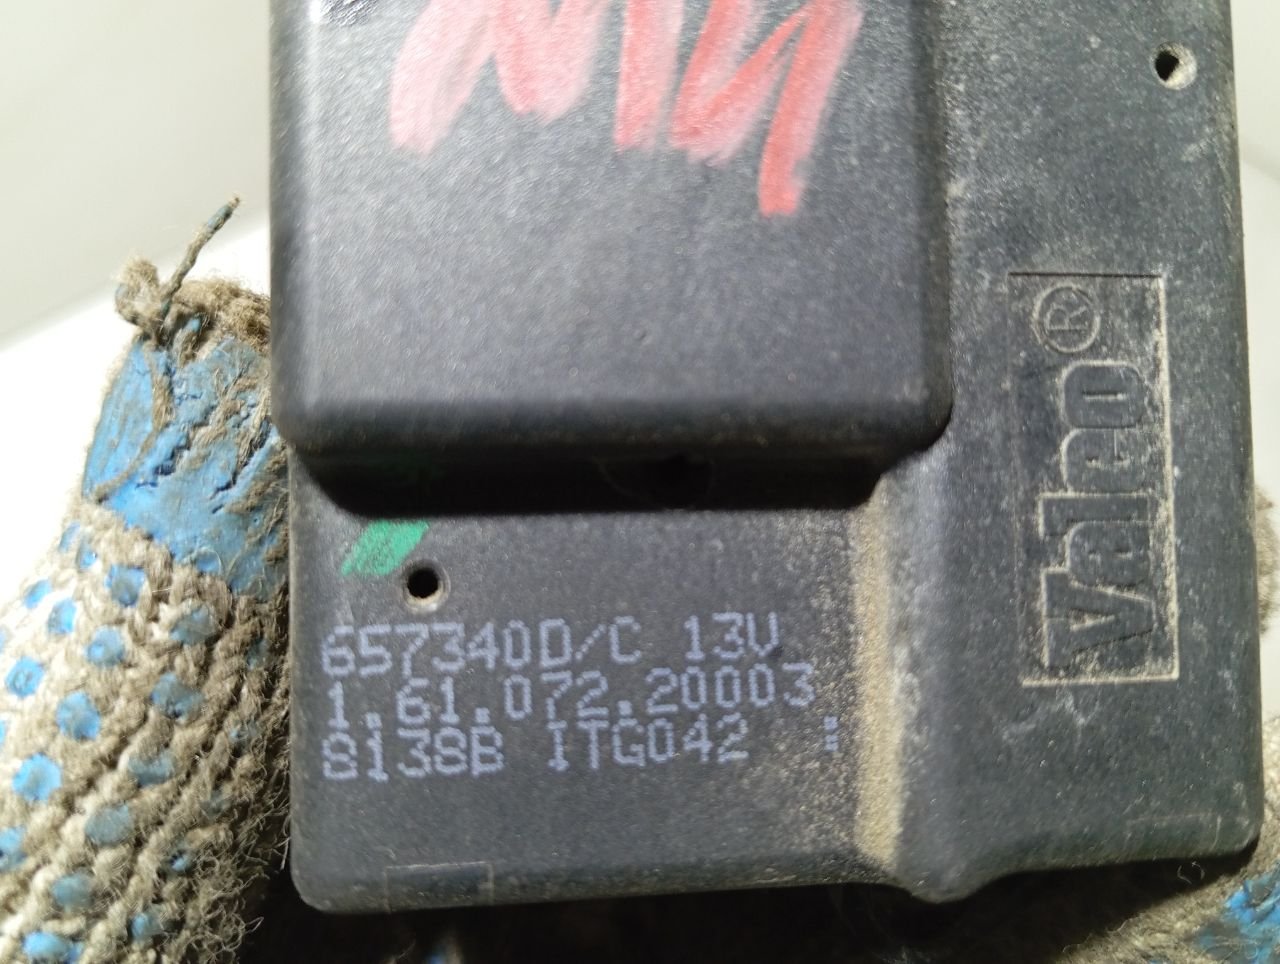 657340D/C 13V
1.61.072.20003
8138B ITG042
Valeo®